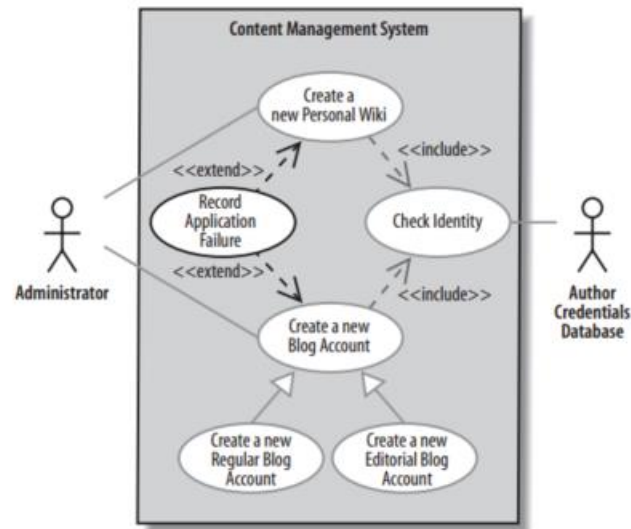 Content Management System
Create a
new Personal Wiki
<<extend>>
<<include>>
Record
Application
Failure
Check Identity
Administrator
<<extend>>
<<include>>
Author
Credentials
Database
Create a new
Blog Account
Create a new
Regular Blog
Account
Create a new
Editorial Blog
Account